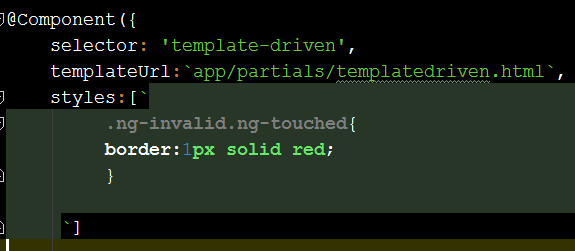 @Component({
selector: 'template-driven',
templateUrl:`app/partials/templatedriven.html`,
styles:[`
.ng-invalid.ng-touched{
border:1px solid red;
}
`]